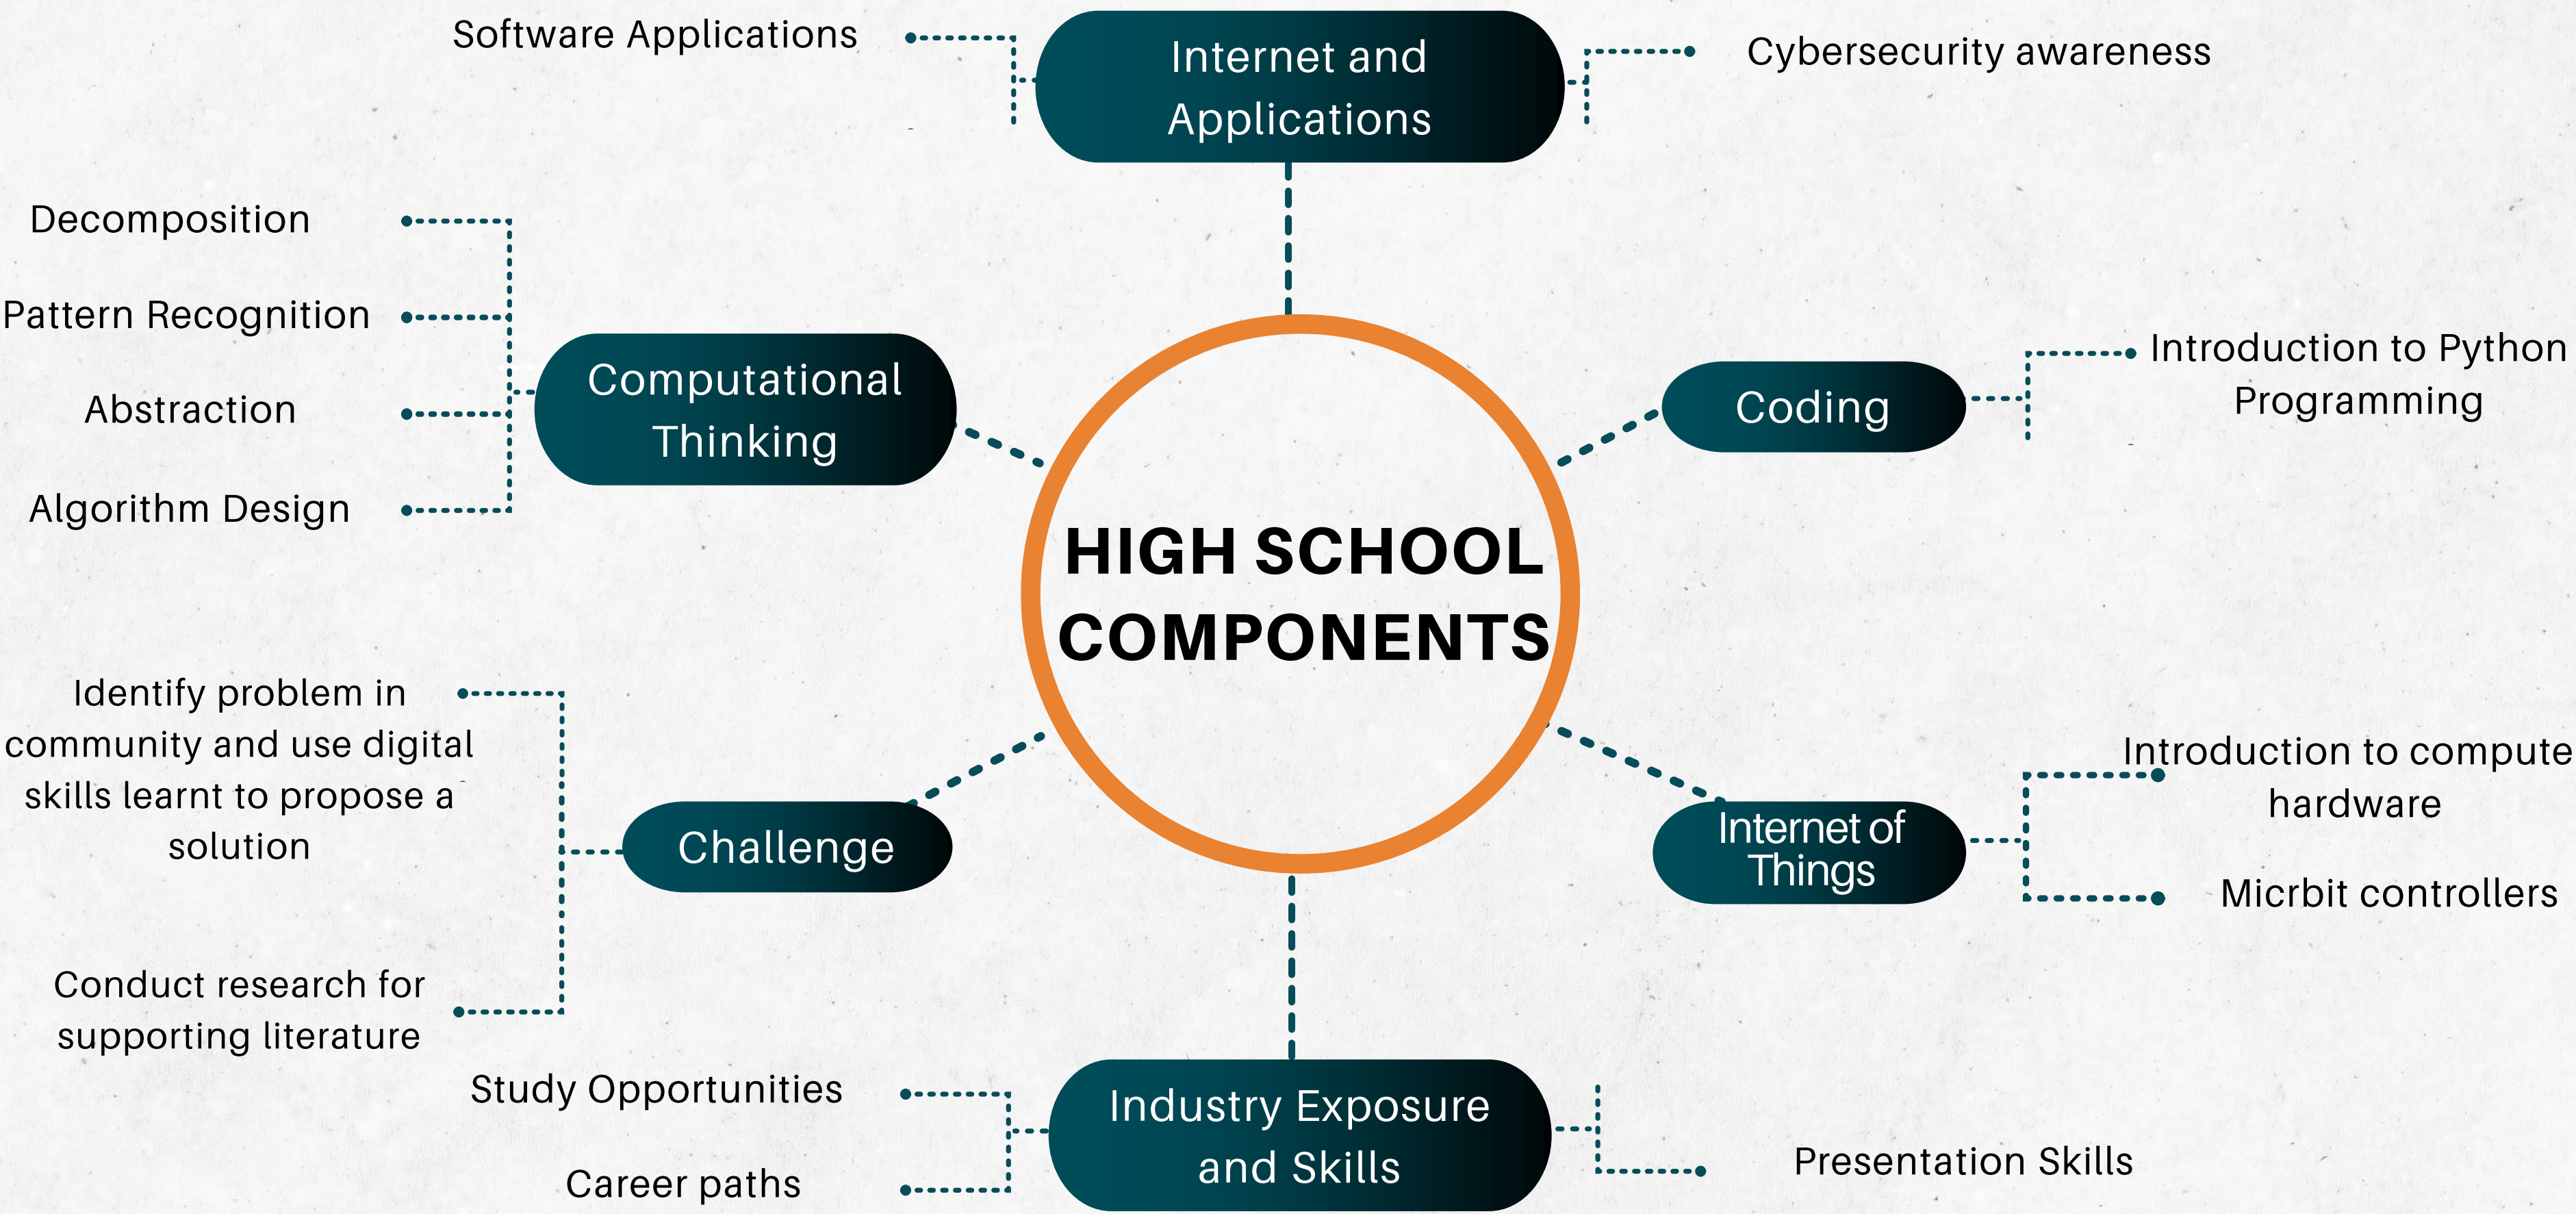 Software Applications
Internet and
Applications
Cybersecurity awareness
Decomposition
Pattern Recognition
Abstraction
Algorithm Design
Computational
Thinking
Coding
Introduction to Python
Programming
HIGH SCHOOL
COMPONENTS
Identify problem in
community and use digital
skills learnt to propose a
solution
Conduct research for
supporting literature
Challenge
Internet of
Things
Introduction to compute
hardware
Micrbit controllers
Study Opportunities
Career paths
Industry Exposure
and Skills
Presentation Skills